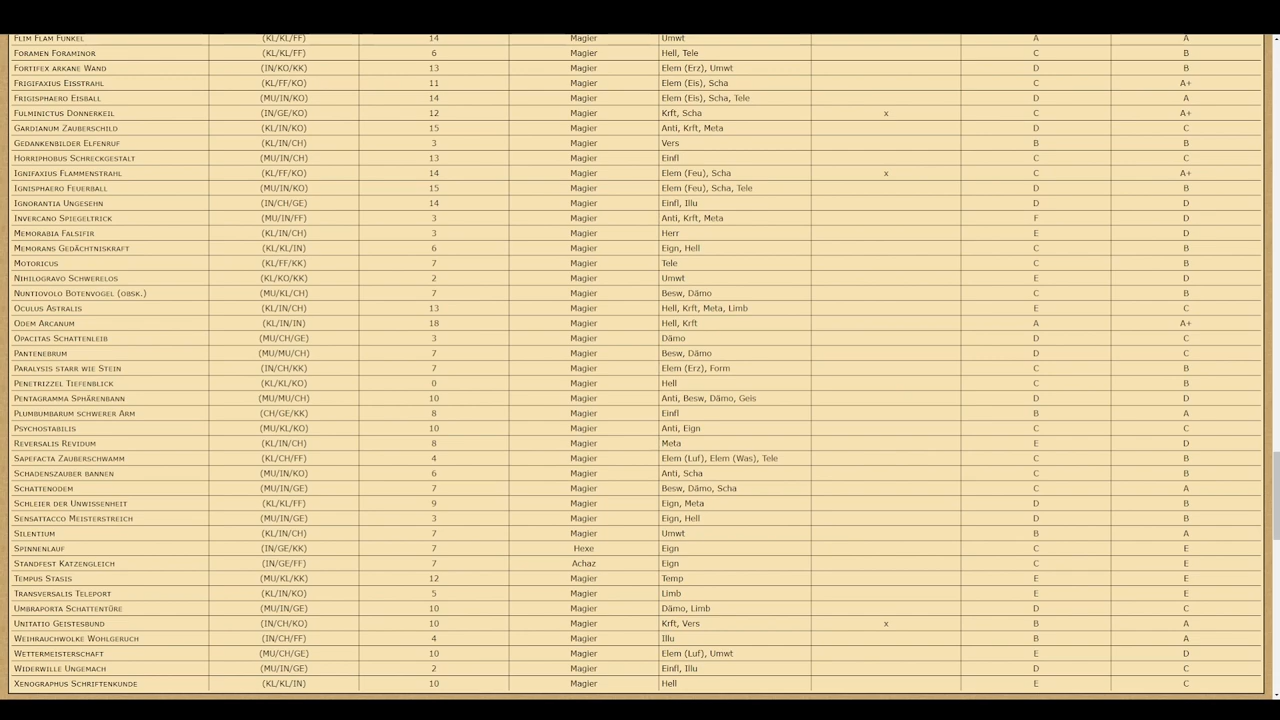 FLIM FLAM FUNKEL (KL/KL/FF) 14 Magier Umwt A A
FORAMEN FORAMINOR (KL/KL/FF) 6 Magier Hell, Tele C B
FORTIFEX ARKANE WAND (IN/KO/KK) 13 Magier Elem (Erz), Umwt D B
FRIGIFAXIUS EISSTRAHL (KL/FF/KO) 11 Magier Elem (Eis), Scha C A+
FRIGISPHAERO EISBALL (MU/IN/KO) 14 Magier Elem (Eis), Scha, Tele D A
FULMINICTUS DONNERKEIL (IN/GE/KO) 12 Magier Krft, Scha x C A+
GARDIANUM ZAUBERSCHILD (KL/IN/KO) 15 Magier Anti, Krft, Meta D C
GEDANKENBILDER ELFENRUF (KL/IN/CH) 3 Magier Vers B B
HORRIPHOBUS SCHRECKGESTALT (MU/IN/CH) 13 Magier Einfl C C
IGNIFAXIUS FLAMMENSTRAHL (KL/FF/KO) 14 Magier Elem (Feu), Scha x C A+
IGNISPHAERO FEUERBALL (MU/IN/KO) 15 Magier Elem (Feu), Scha, Tele D B
IGNORANTIA UNGESEHN (IN/CH/GE) 14 Magier Einfl, Illu D D
INVERCANO SPIEGELTRICK (MU/IN/FF) 3 Magier Anti, Krft, Meta F D
MEMORABIA FALSIFIR (KL/IN/CH) 3 Magier Herr E D
MEMORANS GEDÄCHTNISKRAFT (KL/KL/IN) 6 Magier Eign, Hell C B
MOTORICUS (KL/FF/KK) 7 Magier Tele C B
NIHILOGRAVO SCHWERELOS (KL/KO/KK) 2 Magier Umwt E D
NUNTIOVOLO BOTENVOGEL (OBSK.) (MU/KL/CH) 7 Magier Besw, Dämo C B
OCULUS ASTRALIS (KL/IN/CH) 13 Magier Hell, Krft, Meta, Limb E C
ODEM ARCANUM (KL/IN/IN) 18 Magier Hell, Krft A A+
OPACITAS SCHATTENLEIB (MU/CH/GE) 3 Magier Dämo D C
PANTENEBRUM (MU/MU/CH) 7 Magier Besw, Dämo D C
PARALYSIS STARR WIE STEIN (IN/CH/KK) 7 Magier Elem (Erz), Form C B
PENETRIZZEL TIEFENBLICK (KL/KL/KO) 0 Magier Hell C B
PENTAGRAMMA SPHÄRENBANN (MU/MU/CH) 10 Magier Anti, Besw, Dämo, Geis D D
PLUMBUMBARUM SCHWERER ARM (CH/GE/KK) 8 Magier Einfl B A
PSYCHOSTABILIS (MU/KL/KO) 10 Magier Anti, Eign C C
REVERSALIS REVIDUM (KL/IN/CH) 8 Magier Meta E D
SAPEFACTA ZAUBERSCHWAMM (KL/CH/FF) 4 Magier Elem (Luf), Elem (Was), Tele C B
SCHADENSZAUBER BANNEN (MU/IN/KO) 6 Magier Anti, Scha C B
SCHATTENODEM (MU/IN/GE) 7 Magier Besw, Dämo, Scha C A
SCHLEIER DER UNWISSENHEIT (KL/KL/FF) 9 Magier Eign, Meta D B
SENSATTACCO MEISTERSTREICH (MU/IN/GE) 3 Magier Eign, Hell D B
SILENTIUM (KL/IN/CH) 7 Magier Umwt B A
SPINNENLAUF (IN/GE/KK) 7 Hexe Eign C E
STANDFEST KATZENGLEICH (IN/GE/FF) 7 Achaz Eign C E
TEMPUS STASIS (MU/KL/KK) 12 Magier Temp E E
TRANSVERSALIS TELEPORT (KL/IN/KO) 5 Magier Limb E E
UMBRAPORTA SCHATTENTÜRE (MU/IN/GE) 10 Magier Dämo, Limb D C
UNITATIO GEISTESBUND (IN/CH/KO) 10 Magier Krft, Vers x B A
WEIHRAUCHWOLKE WOHLGERUCH (IN/CH/FF) 4 Magier Illu B A
WETTERMEISTERSCHAFT (MU/CH/GE) 10 Magier Elem (Luf), Umwt E D
WIDERWILLE UNGEMACH (MU/IN/GE) 2 Magier Einfl, Illu D C
XENOGRAPHUS SCHRIFTENKUNDE (KL/KL/IN) 10 Magier Hell E C